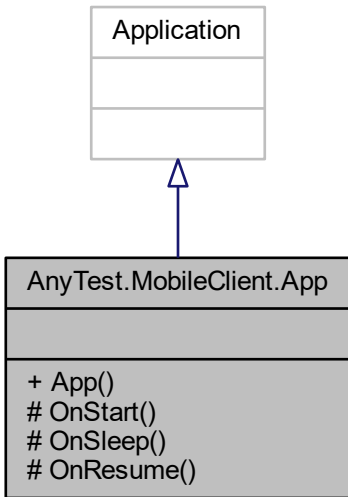 Application
AnyTest.MobileClient.App
+ App()
# OnStart()
# OnSleep()
# OnResume()